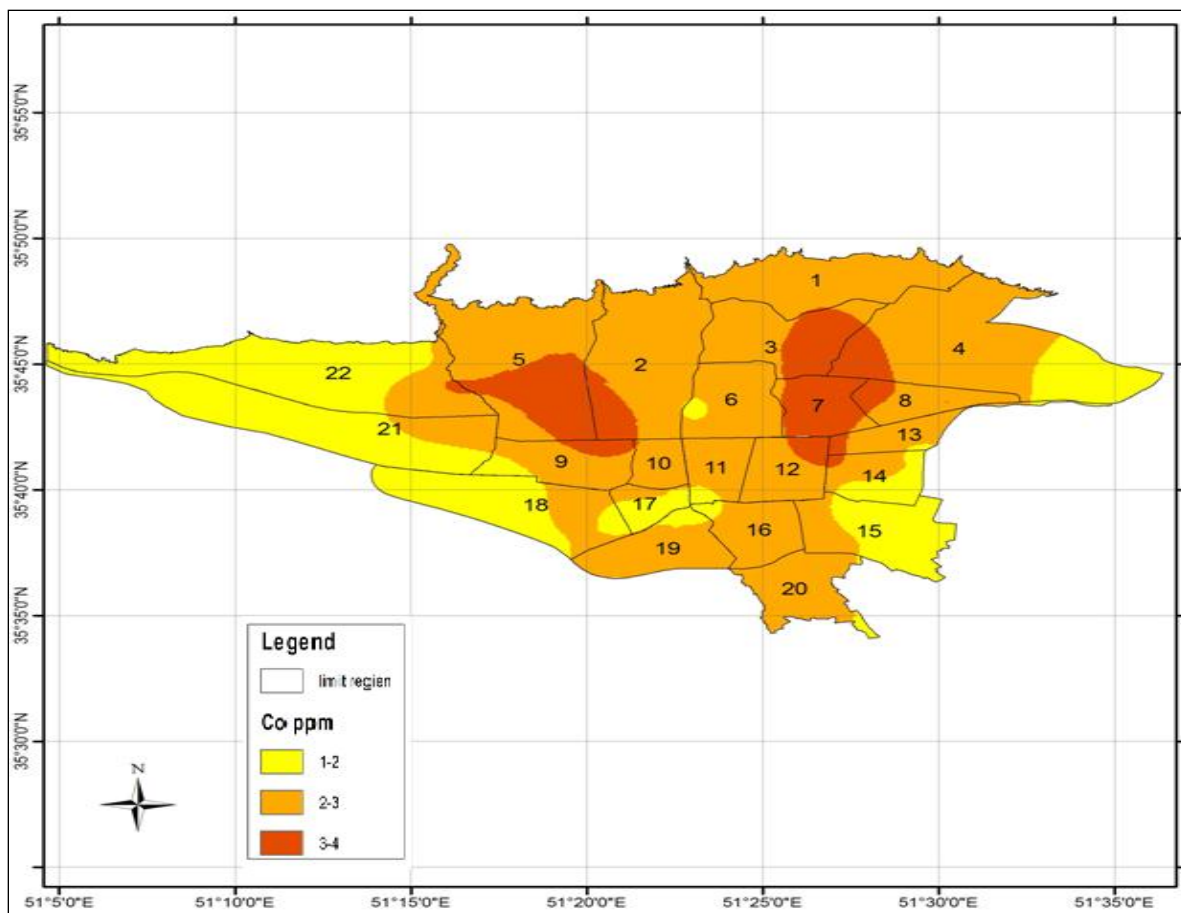 35°55'0"N
35°50'0"N
35°45'0"N
35°40'0"N
35°35'0"N
35°30'0"N
1
2
3
4
5
6
7
8
9
10
11
12
13
14
15
16
17
18
19
20
21
22
Legend
limit regien
Co ppm
1-2
2-3
3-4
N
51°5'0"E
51°10'0"E
51°15'0"E
51°20'0"E
51°25'0"E
51°30'0"E
51°35'0"E